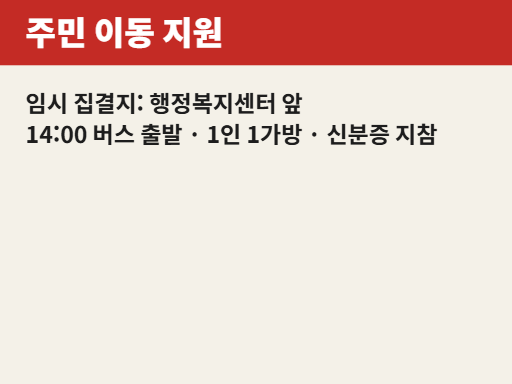 주민 이동 지원
임시 집결지: 행정복지센터 앞
14:00 버스 출발 · 1인 1가방 · 신분증 지참